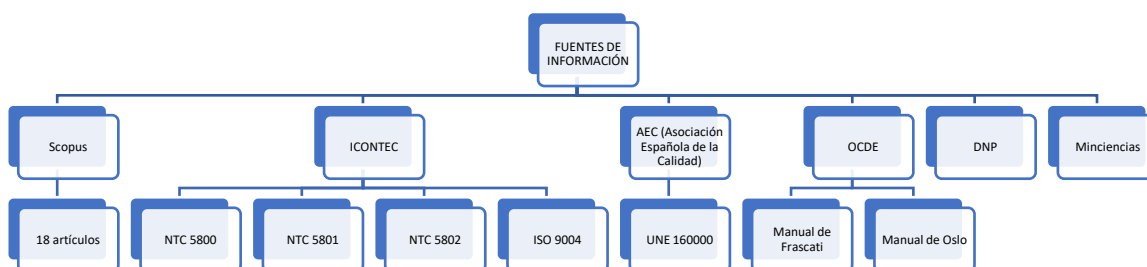 FUENTES DE
INFORMACIÓN
Scopus
ICONTEC
AEC (Asociación
Española de la
Calidad)
OCDE
DNP
Minciencias
18 artículos
NTC 5800
NTC 5801
NTC 5802
ISO 9004
UNE 160000
Manual de
Frascati
Manual de Oslo